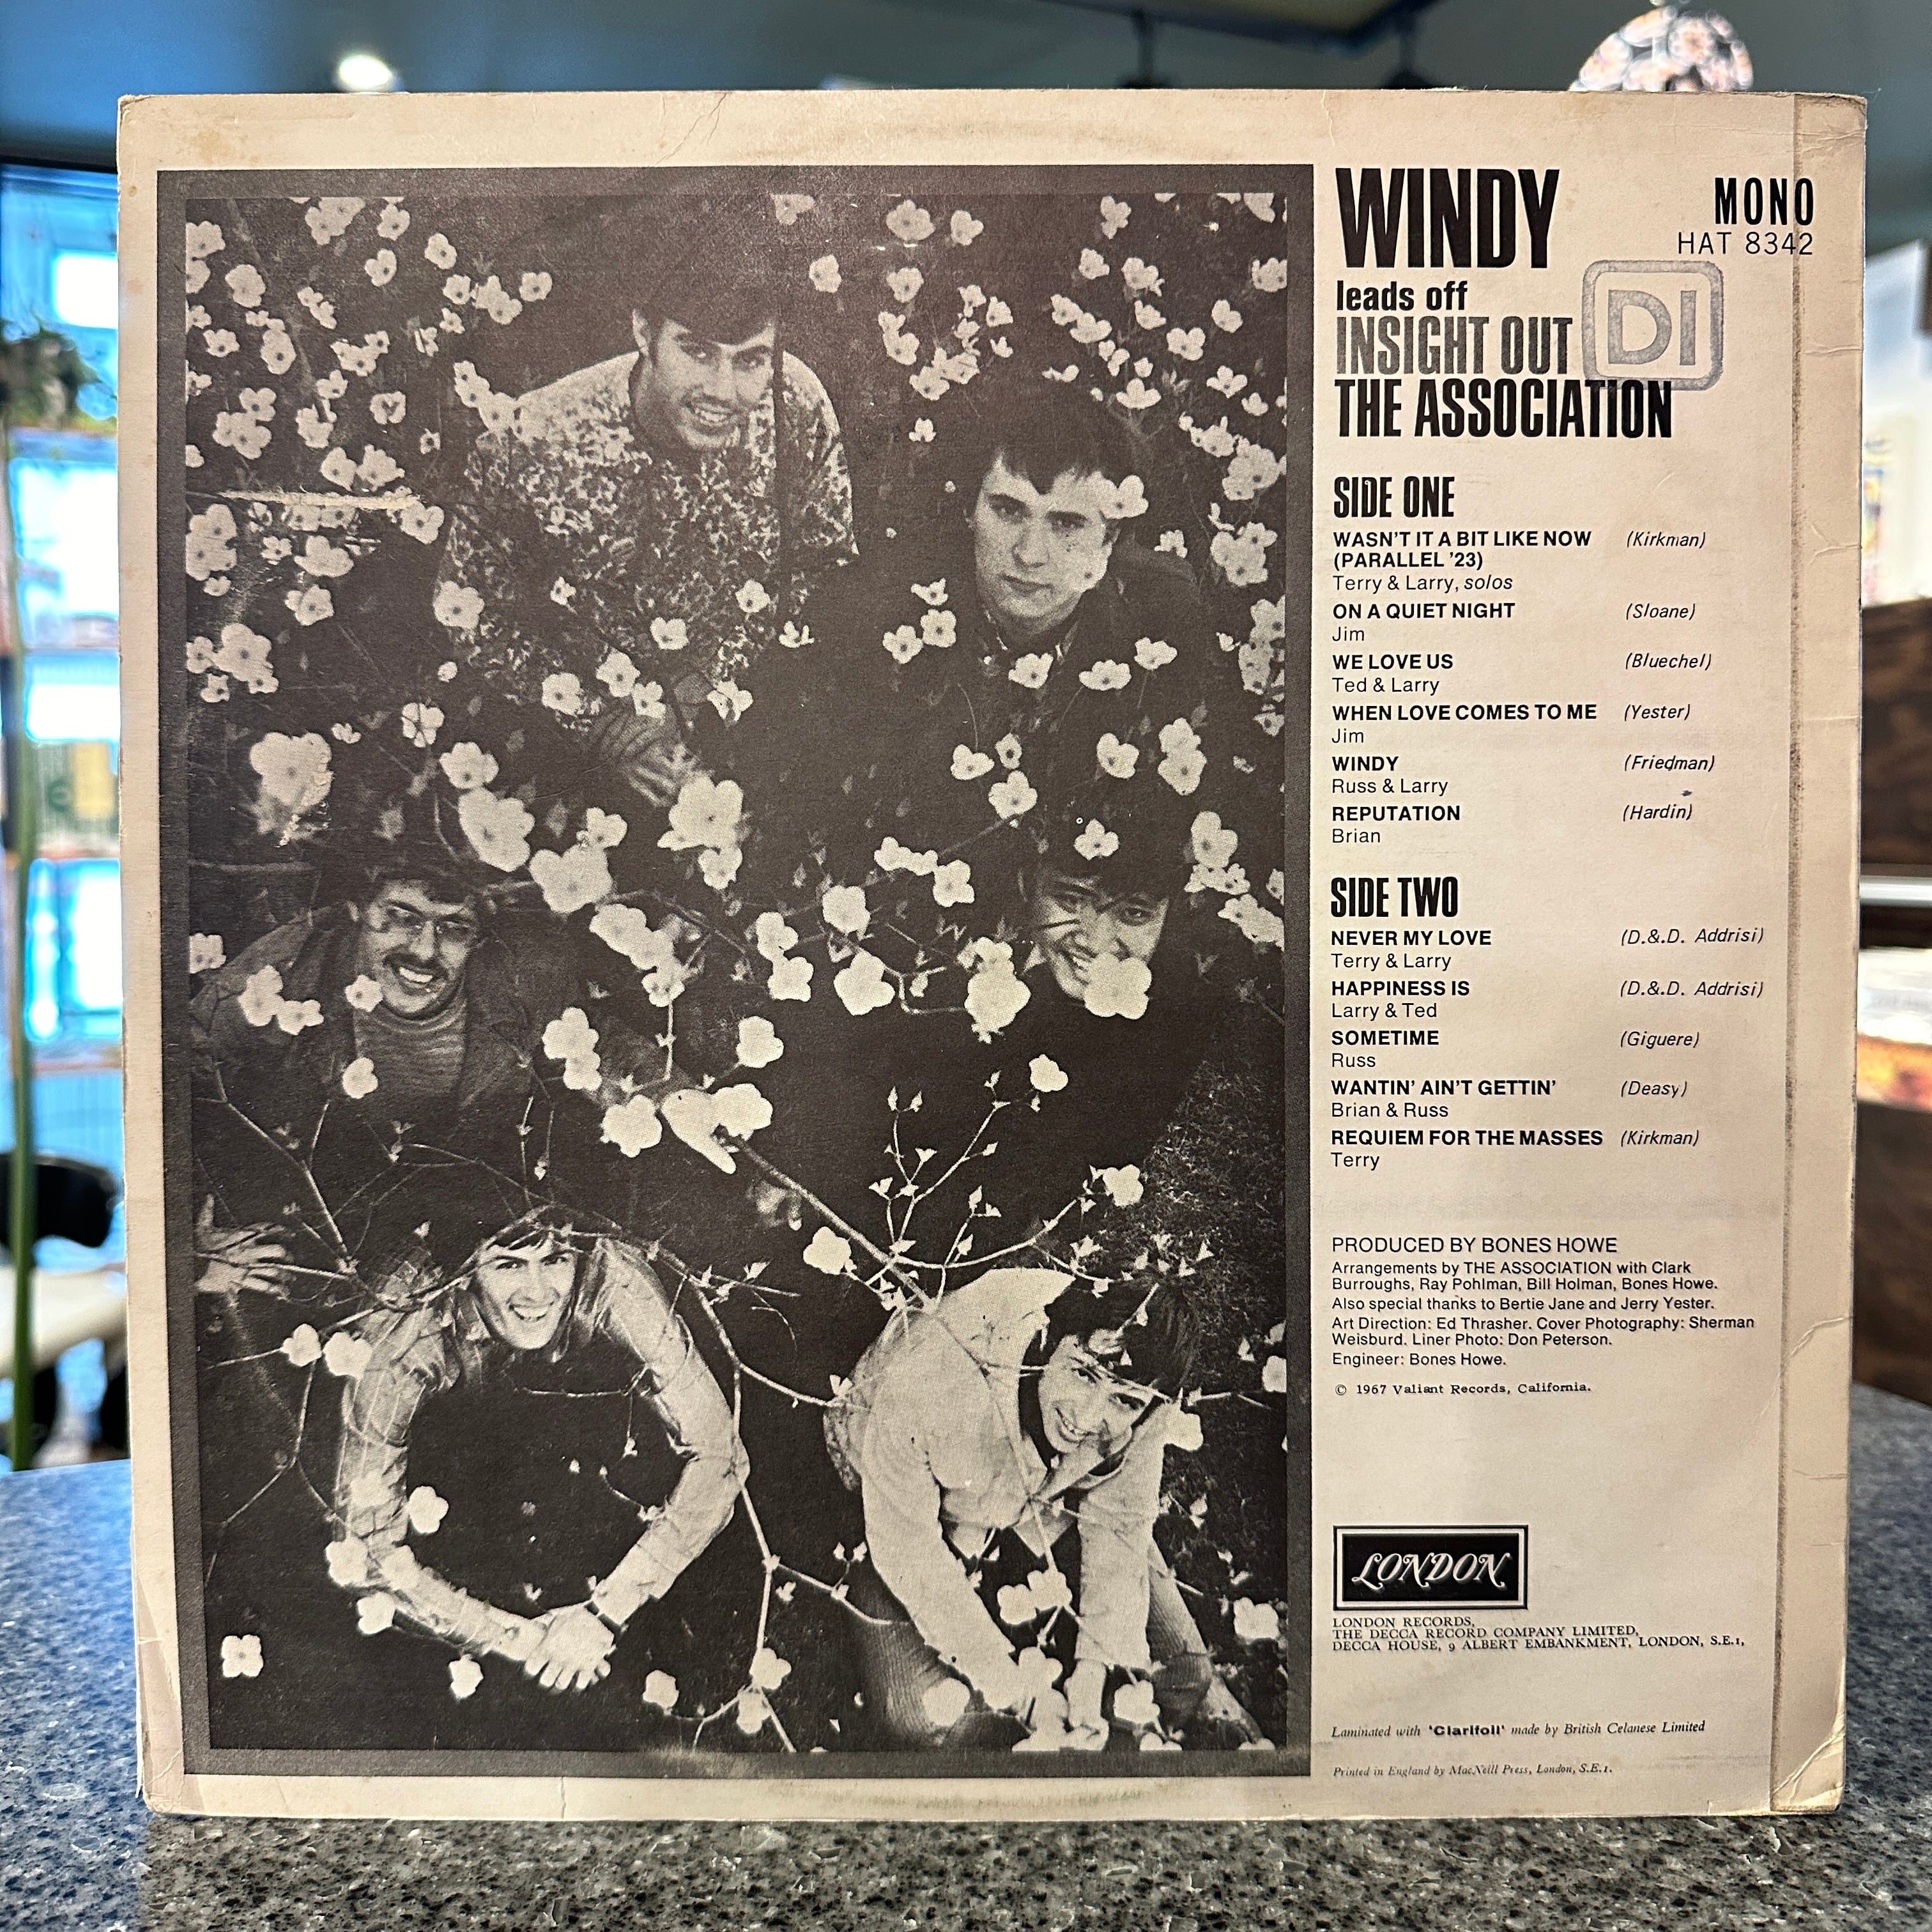 WINDY
MONO
HAT 8342
leads off
INSIGHT OUT
DI
THE ASSOCIATION
SIDE ONE
WASN'T IT A BIT LIKE NOW (Kirkman)
(PARALLEL '23)
Terry & Larry, solos
ON A QUIET NIGHT (Sloane)
Jim
WE LOVE US (Bluechel)
Ted & Larry
WHEN LOVE COMES TO ME (Yester)
Jim
WINDY (Friedman)
Russ & Larry
REPUTATION (Hardin)
Brian
SIDE TWO
NEVER MY LOVE (D.&.D. Addrisi)
Terry & Larry
HAPPINESS IS (D.&.D. Addrisi)
Larry & Ted
SOMETIME (Giguere)
Russ
WANTIN' AIN'T GETTIN' (Deasy)
Brian & Russ
REQUIEM FOR THE MASSES (Kirkman)
Terry
PRODUCED BY BONES HOWE
Arrangements by THE ASSOCIATION with Clark
Burroughs, Ray Pohlman, Bill Holman, Bones Howe.
Also special thanks to Bertie Jane and Jerry Yester.
Art Direction: Ed Thrasher. Cover Photography: Sherman
Weisburd. Liner Photo: Don Peterson.
Engineer: Bones Howe.
© 1967 Valiant Records, California.
LONDON
LONDON RECORDS,
THE DECCA RECORD COMPANY LIMITED,
DECCA HOUSE, 9 ALBERT EMBANKMENT, LONDON, S.E.1,
Laminated with 'Clarifoil' made by British Celanese Limited
Printed in England by MacNeill Press, London, S.E.1.